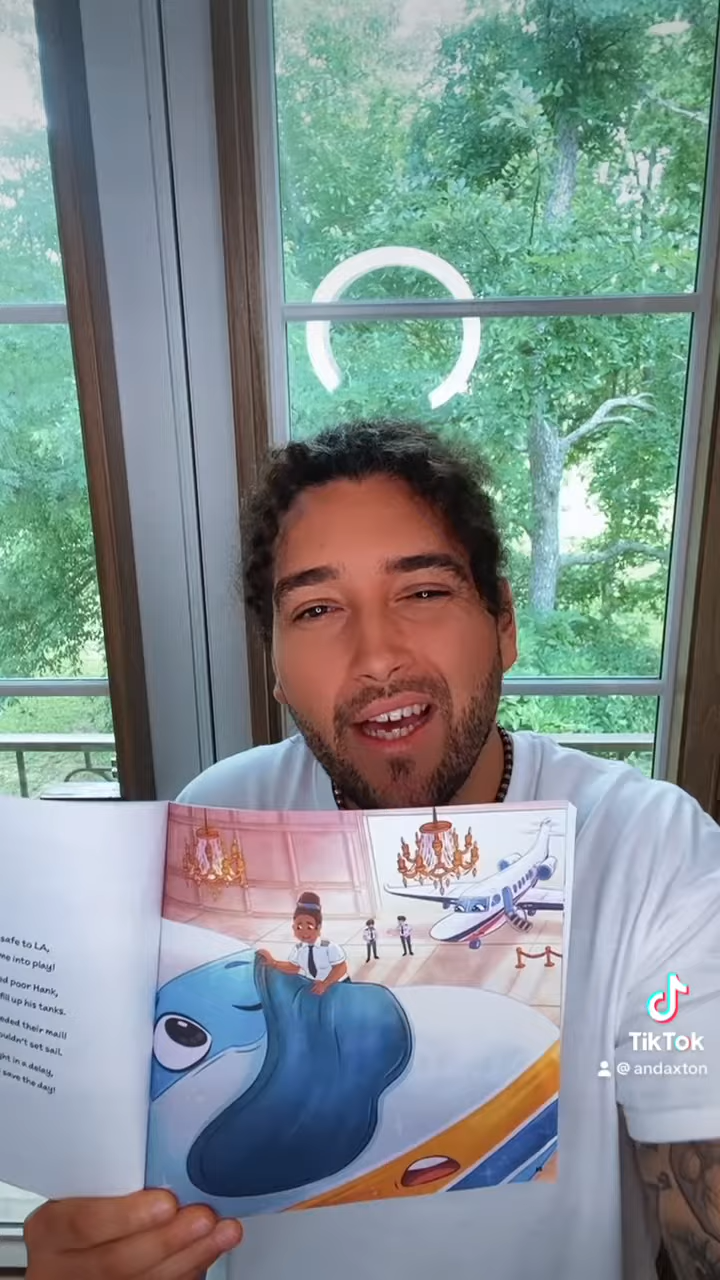 safe to LA,
me into play!
d poor Hank,
fill up his tanks.
eded their mail!
ouldn't set sail.
ght in a delay,
save the day!
TikTok
@andaxton